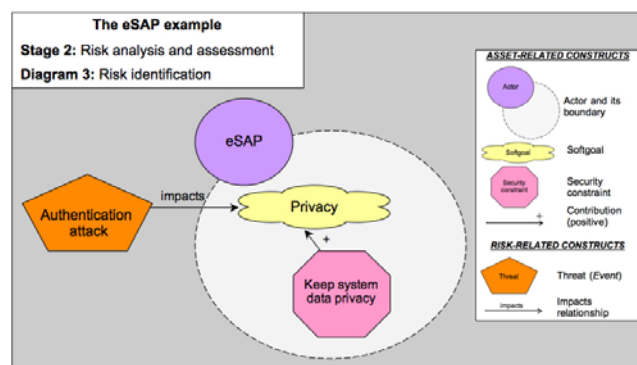 The eSAP example
Stage 2: Risk analysis and assessment
Diagram 3: Risk identification
eSAP
impacts
Authentication
attack
Privacy
+
Keep system
data privacy
ASSET-RELATED CONSTRUCTS
Actor
Actor and its
boundary
Softgoal
Softgoal
Security
constraint
Security
constraint
+
Contribution
(positive)
RISK-RELATED CONSTRUCTS
Threat
Threat (Event)
impacts
Impacts
relationship